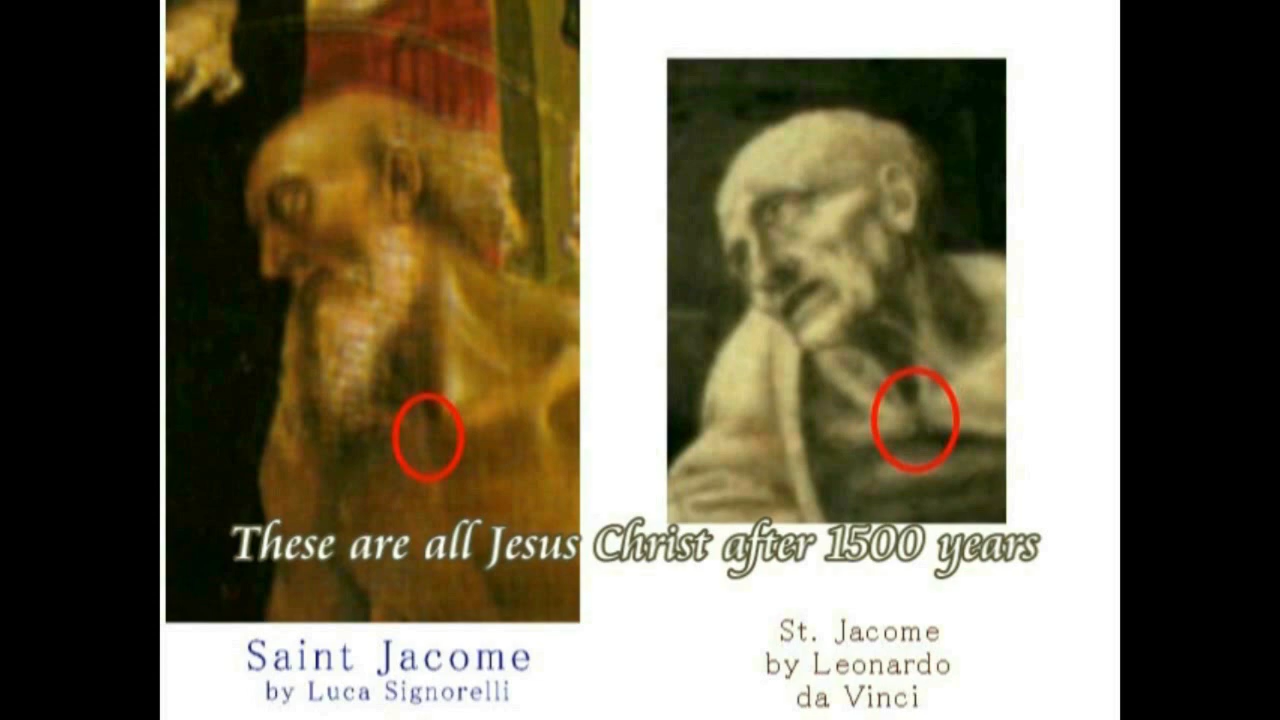 These are all Jesus Christ after 1500 years
Saint Jacome
by Luca Signorelli
St. Jacome
by Leonardo
da Vinci